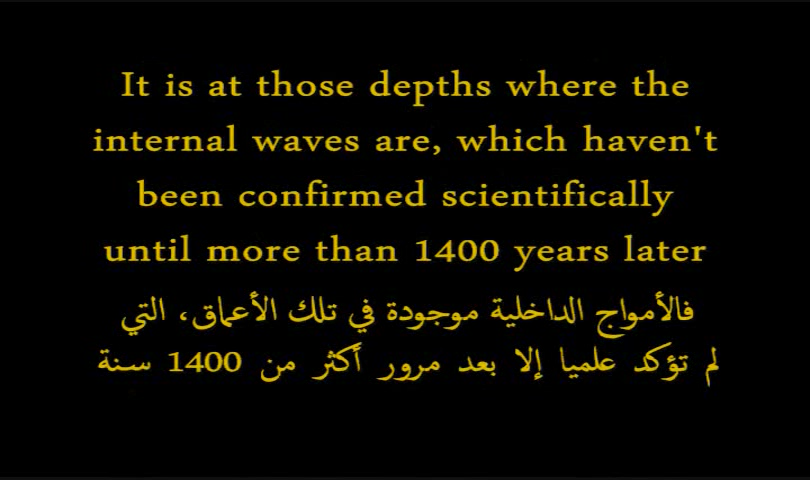 It is at those depths where the
internal waves are, which haven't
been confirmed scientifically
until more than 1400 years later
فالأمواج الداخلية موجودة في تلك الأعماق، التي
لم تؤكد علميا إلا بعد مرور أكثر من 1400 سنة